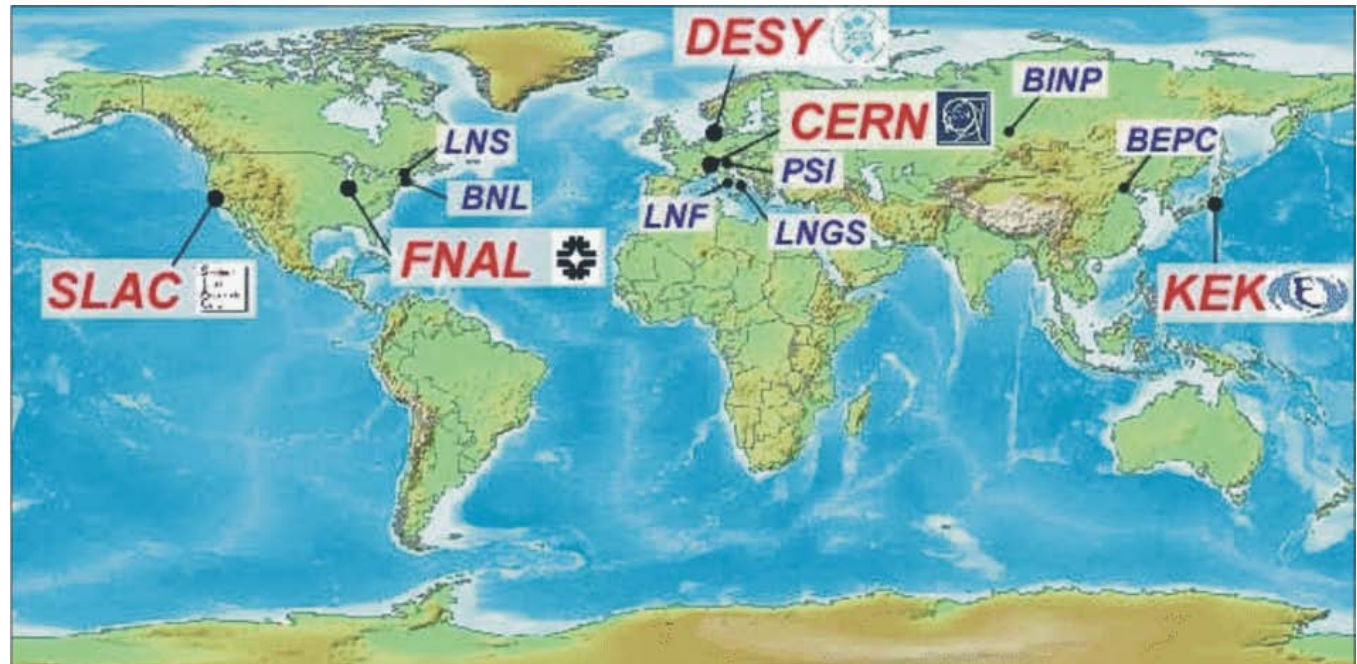 DESY
BINP
CERN
LNS
BEPC
PSI
BNL
LNF
LNGS
FNAL
SLAC
KEK